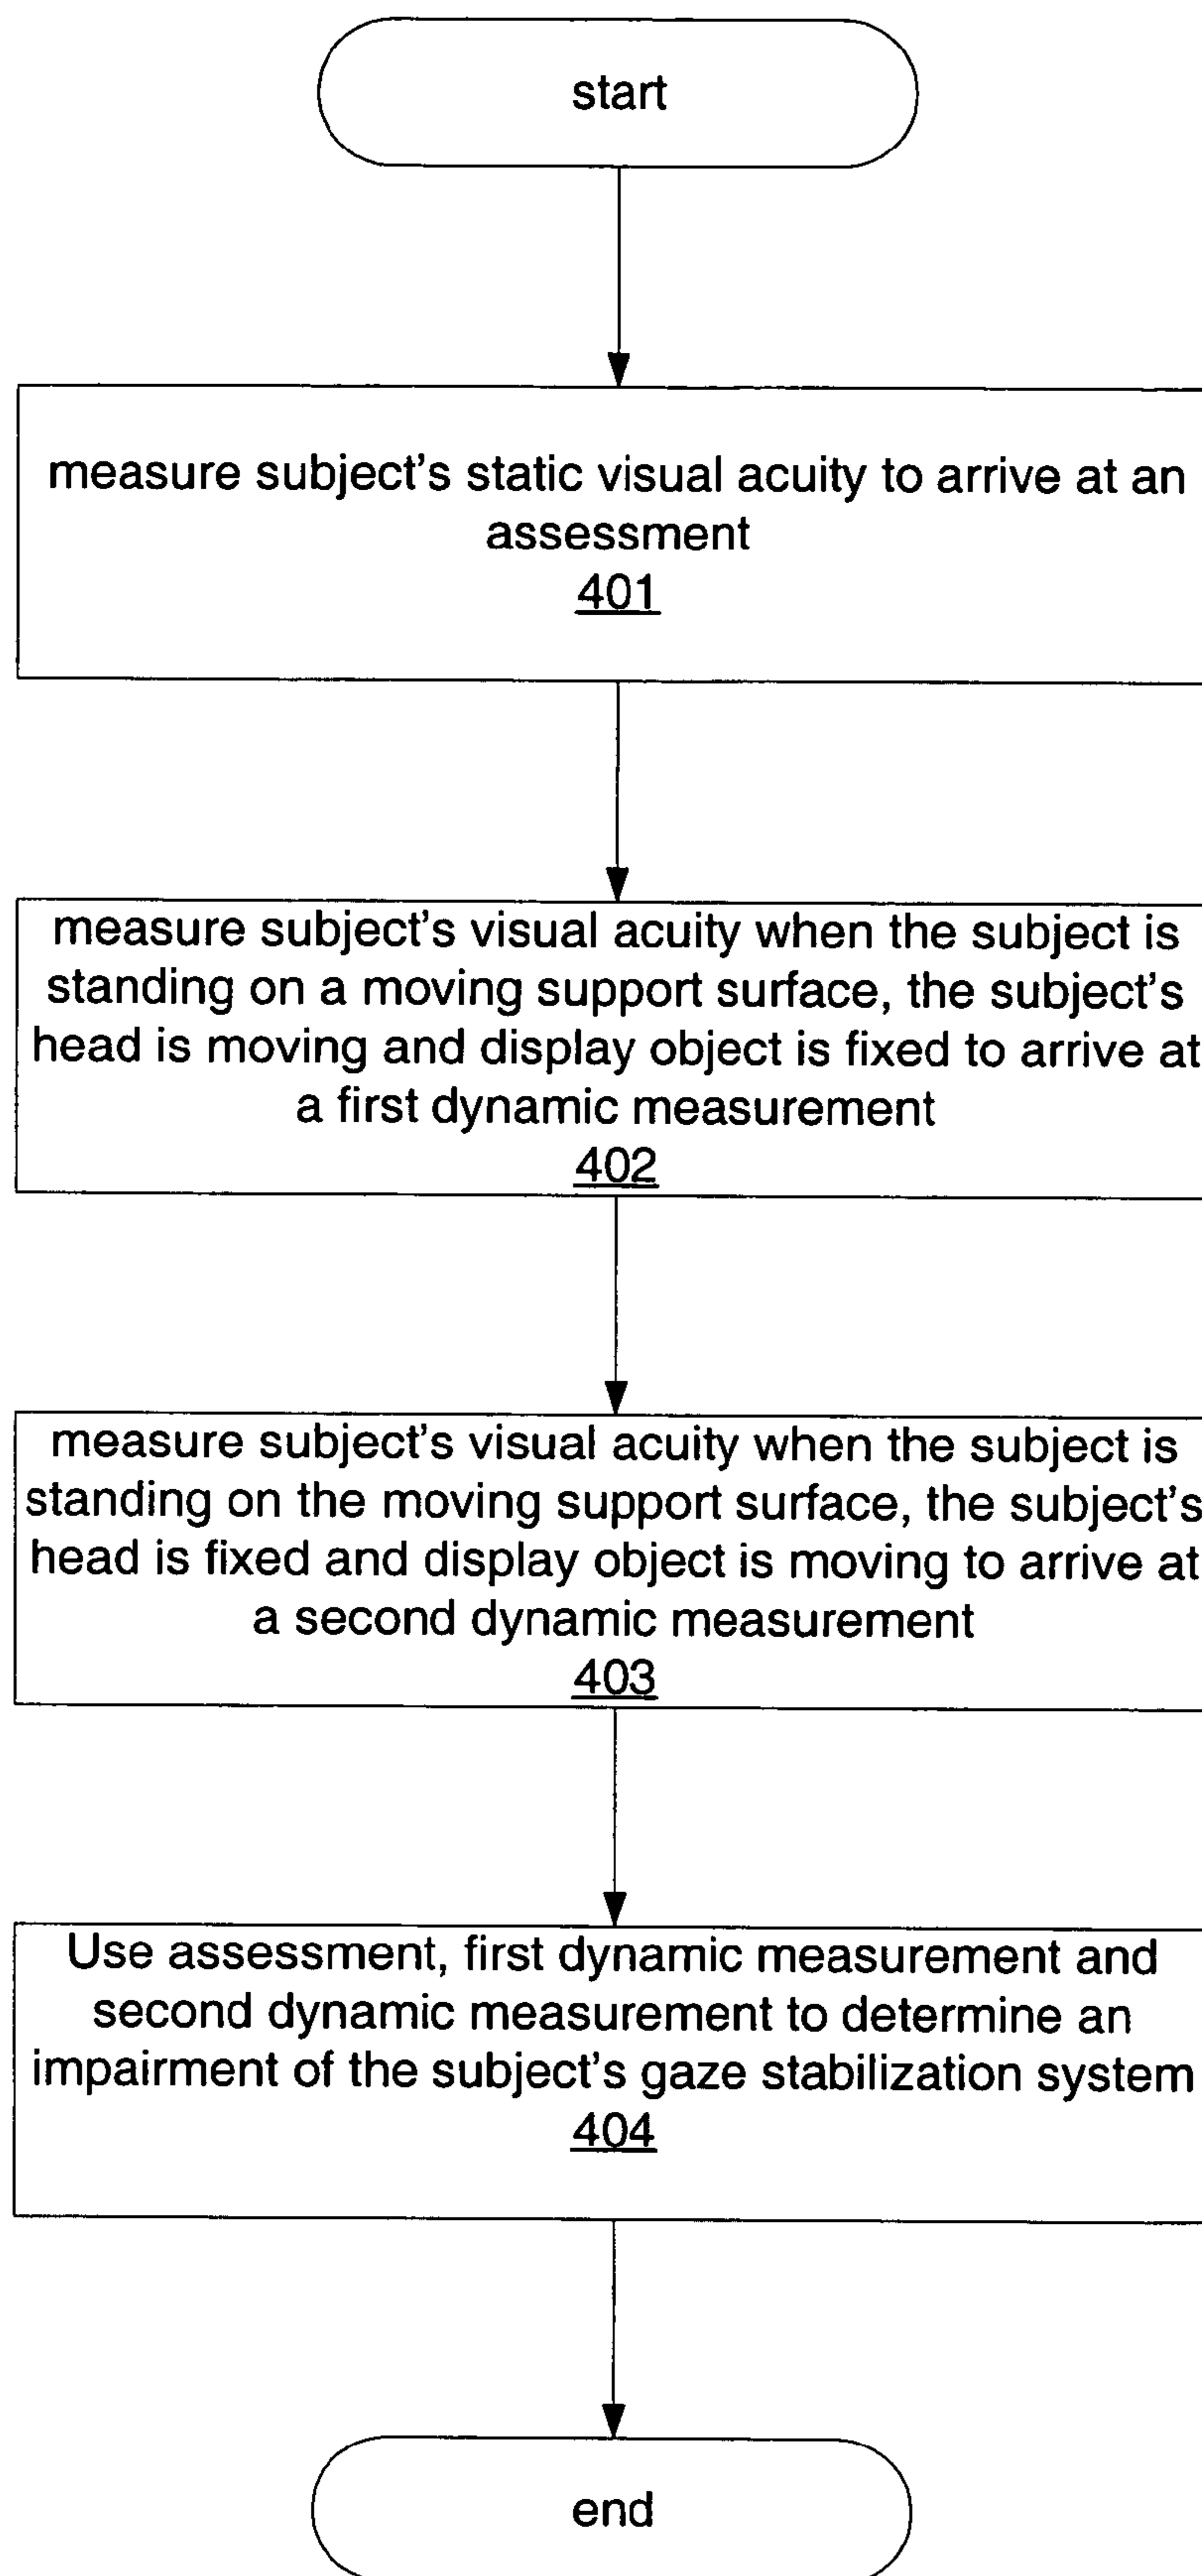 start
measure subject's static visual acuity to arrive at an
assessment
401
measure subject's visual acuity when the subject is
standing on a moving support surface, the subject's
head is moving and display object is fixed to arrive at
a first dynamic measurement
402
measure subject's visual acuity when the subject is
standing on the moving support surface, the subject's
head is fixed and display object is moving to arrive at
a second dynamic measurement
403
Use assessment, first dynamic measurement and
second dynamic measurement to determine an
impairment of the subject's gaze stabilization system
404
end